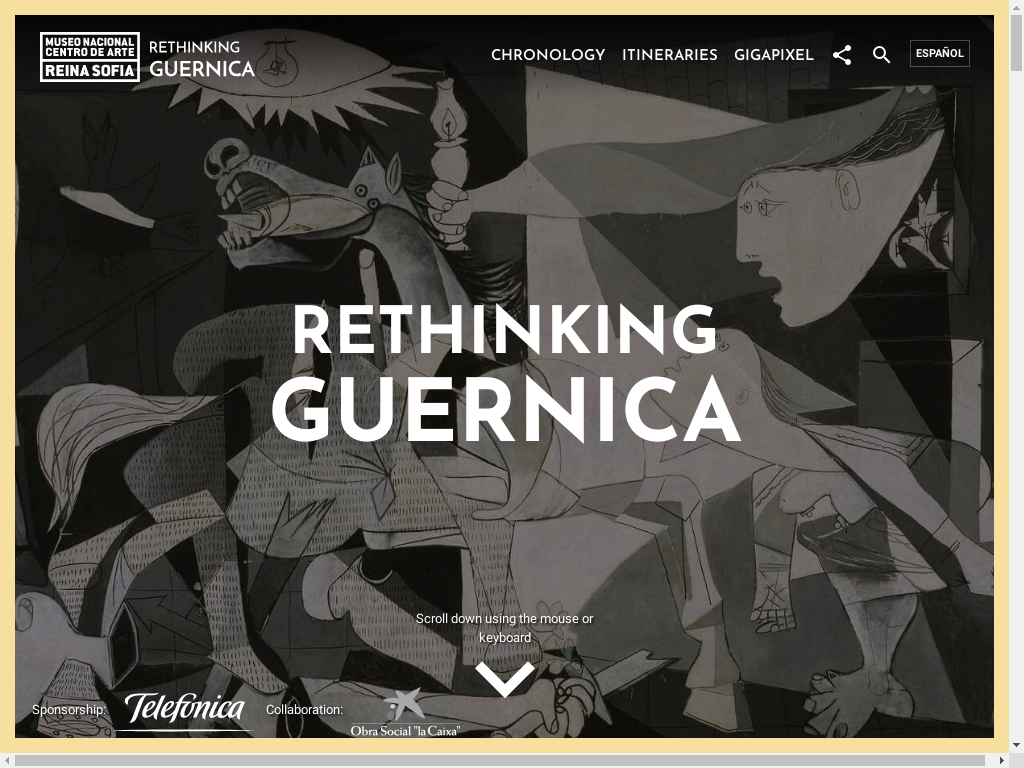 MUSEO NACIONAL
CENTRO DE ARTE
REINA SOFIA
RETHINKING
GUERNICA
CHRONOLOGY
ITINERARIES
GIGAPIXEL
ESPAÑOL
RETHINKING
GUERNICA
Scroll down using the mouse or
keyboard
Sponsorship:
Telefónica
Collaboration:
Obra Social "la Caixa"